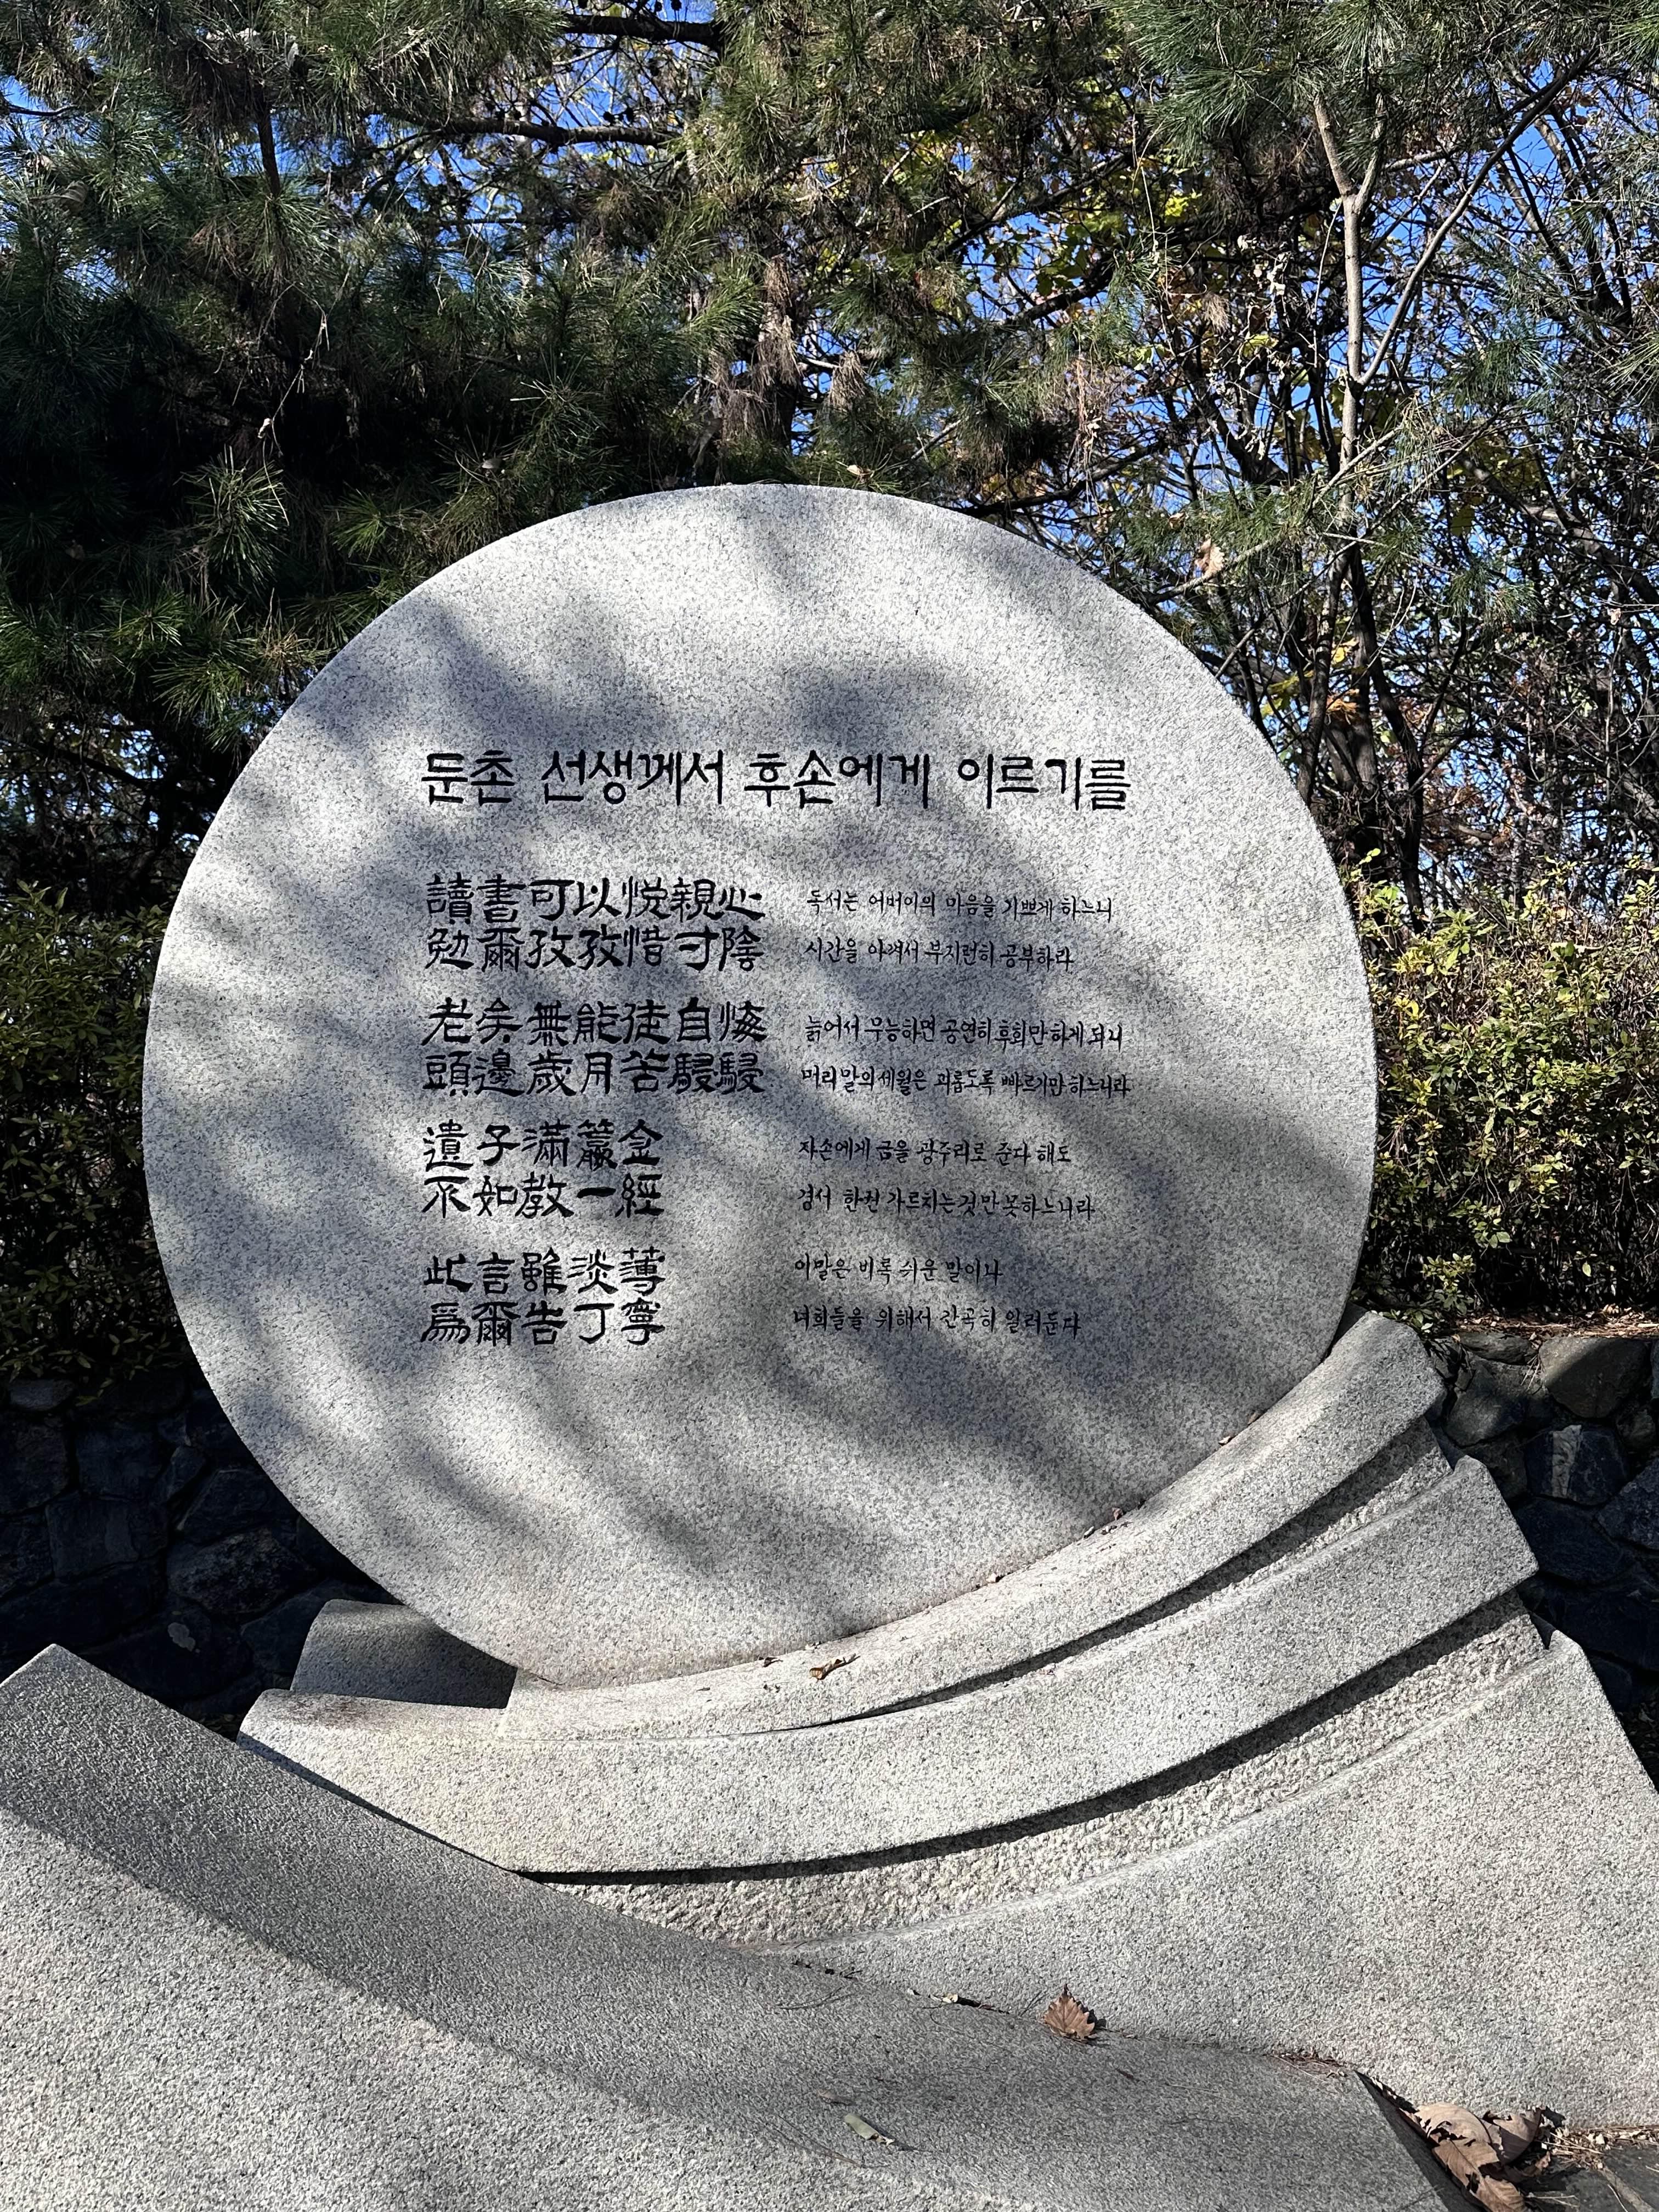 둔촌 선생께서 후손에게 이르기를
讀書可以悅親心 독서는 어버이의 마음을 기쁘게 하느니
勉爾孜孜惜寸陰 시간을 아껴서 부지런히 공부하라
老矣無能徒自悔 늙어서 무능하면 공연히 후회만 하게 되니
頭邊歲月苦駸駸 머리말의 세월은 괴롭도록 빠르기만 하느니라
遺子滿籯金 자손에게 금을 광주리로 준다 해도
不如敎一經 경서 한권 가르치는 것만 못하느니라
此言雖淡薄 이말은 비록 쉬운 말이나
爲爾告丁寧 너희들을 위해서 간곡히 일러둔다